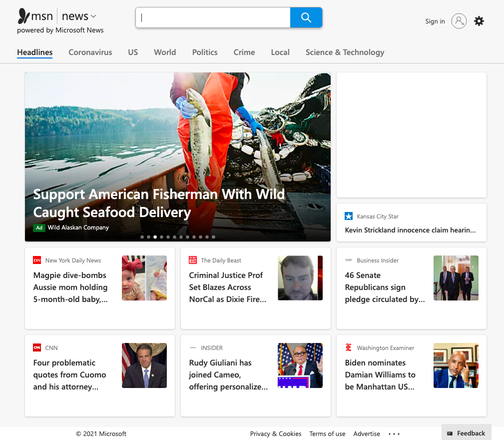 msn news
powered by Microsoft News
Sign in
Headlines Coronavirus US World Politics Crime Local Science & Technology
Support American Fisherman With Wild
Caught Seafood Delivery
Ad Wild Alaskan Company
Kansas City Star
Kevin Strickland innocence claim hearin...
New York Daily News
Magpie dive-bombs
Aussie mom holding
5-month-old baby,...
The Daily Beast
Criminal Justice Prof
Set Blazes Across
NorCal as Dixie Fire...
Business Insider
46 Senate
Republicans sign
pledge circulated by...
CNN
Four problematic
quotes from Cuomo
and his attorney...
INSIDER
Rudy Giuliani has
joined Cameo,
offering personalize...
Washington Examiner
Biden nominates
Damian Williams to
be Manhattan US...
© 2021 Microsoft Privacy & Cookies Terms of use Advertise ... Feedback